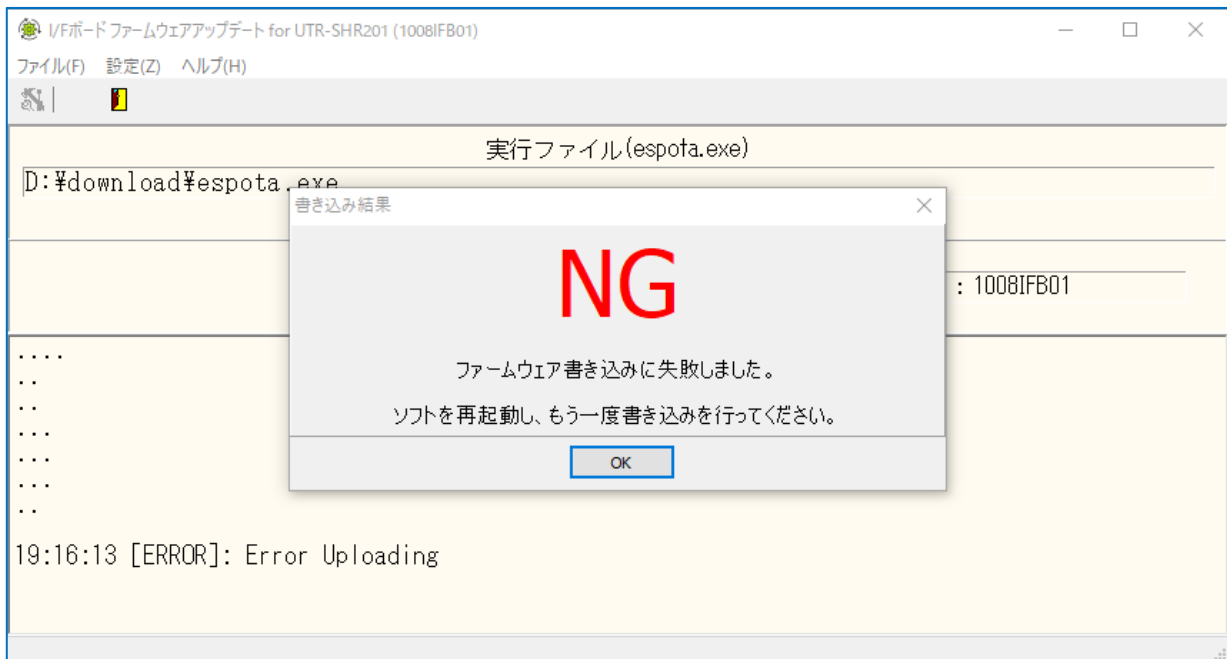 I/Fボード ファームウェアアップデート for UTR-SHR201 (1008IFB01)
ファイル(F) 設定(Z) ヘルプ(H)
実行ファイル(espota.exe)
D:¥download¥espota.exe
書き込み結果
NG
: 1008IFB01
ファームウェア書き込みに失敗しました。
ソフトを再起動し、もう一度書き込みを行ってください。
OK
....
..
..
...
...
...
..
19:16:13 [ERROR]: Error Uploading